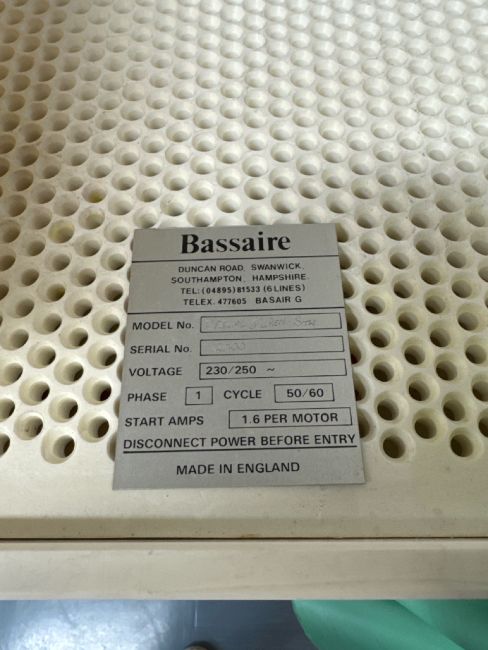 Bassaire
DUNCAN ROAD, SWANWICK,
SOUTHAMPTON, HAMPSHIRE.
TEL: (04895) 81533 (6 LINES)
TELEX. 477605 BASAIR G
MODEL No.
SERIAL No.
VOLTAGE 230/250 ~
PHASE 1 CYCLE 50/60
START AMPS 1.6 PER MOTOR
DISCONNECT POWER BEFORE ENTRY
MADE IN ENGLAND